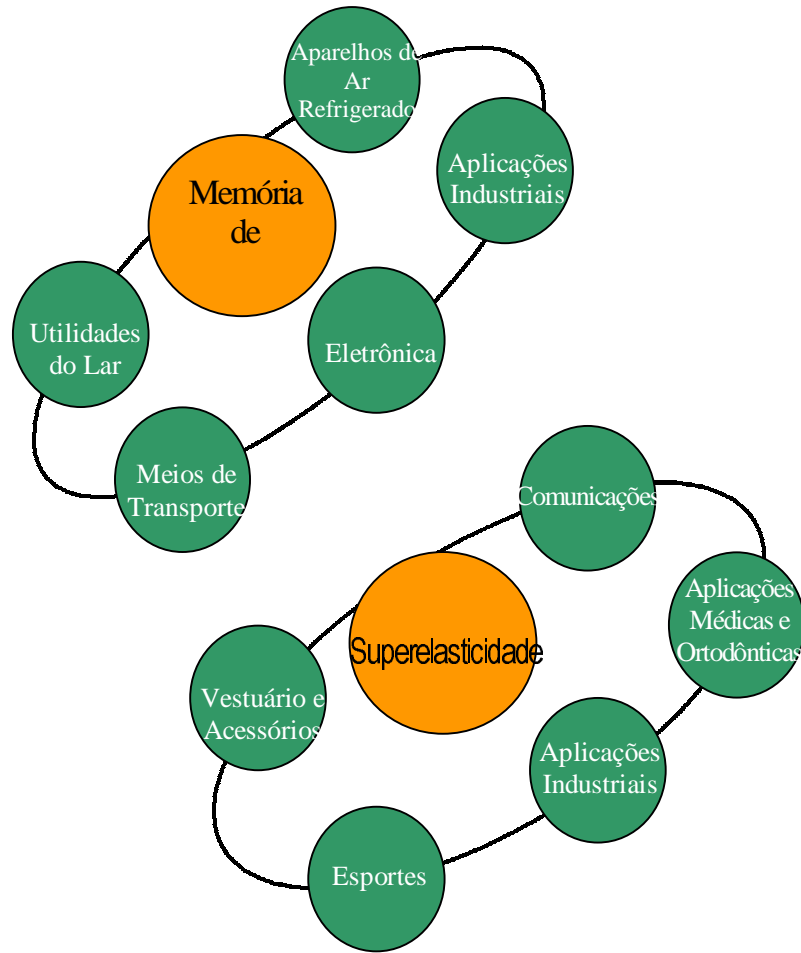 Aparelhos de
Ar
Refrigerado
Aplicações
Industriais
Memória
de
Utilidades
do Lar
Eletrônica
Meios de
Transporte
Comunicações
Aplicações
Médicas e
Ortodônticas
Superelasticidade
Vestuário e
Acessórios
Aplicações
Industriais
Esportes